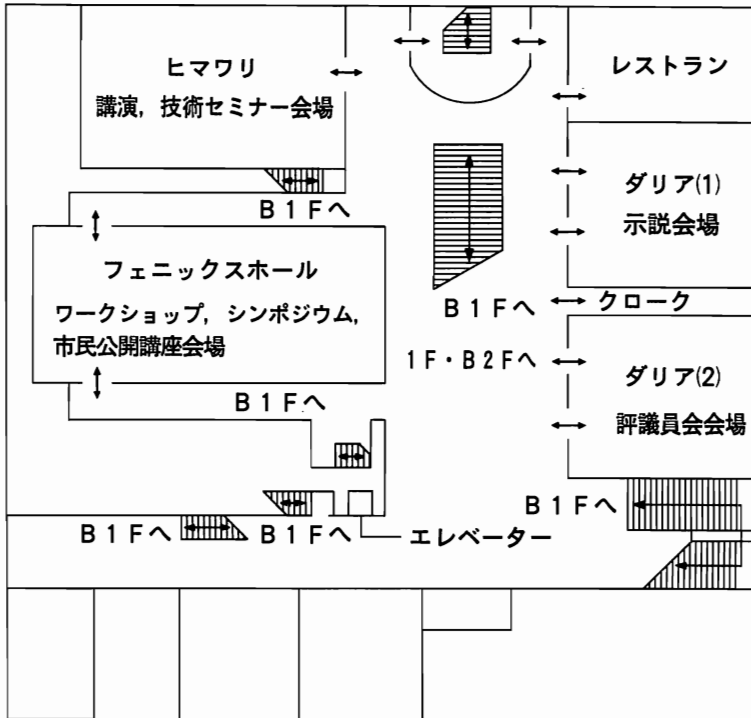 ヒマワリ
講演，技術セミナー会場
レストラン
ダリア(1)
示説会場
B1Fへ
フェニックスホール
ワークショップ，シンポジウム，
市民公開講座会場
B1Fへ
クローク
1F・B2Fへ
ダリア(2)
評議員会会場
B1Fへ
B1Fへ
B1Fへ
B1Fへ
エレベーター